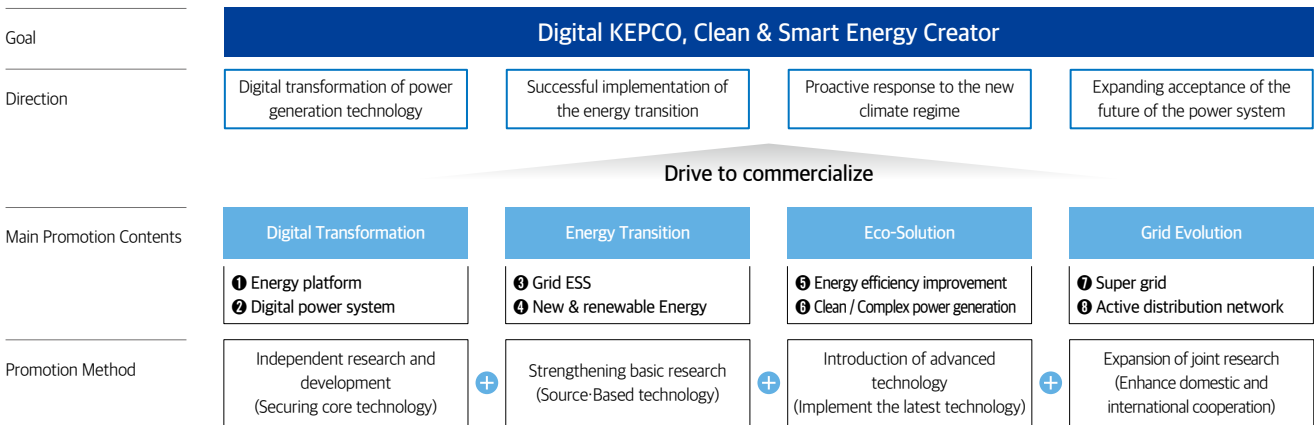 Goal
Digital KEPCO, Clean & Smart Energy Creator
Direction
Digital transformation of power
generation technology
Successful implementation of
the energy transition
Proactive response to the new
climate regime
Expanding acceptance of the
future of the power system
Drive to commercialize
Main Promotion Contents
Digital Transformation
Energy Transition
Eco-Solution
Grid Evolution
❶ Energy platform
❷ Digital power system
❸ Grid ESS
❹ New & renewable Energy
❺ Energy efficiency improvement
❻ Clean / Complex power generation
❼ Super grid
❽ Active distribution network
Promotion Method
Independent research and
development
(Securing core technology)
+
Strengthening basic research
(Source·Based technology)
+
Introduction of advanced
technology
(Implement the latest technology)
+
Expansion of joint research
(Enhance domestic and
international cooperation)